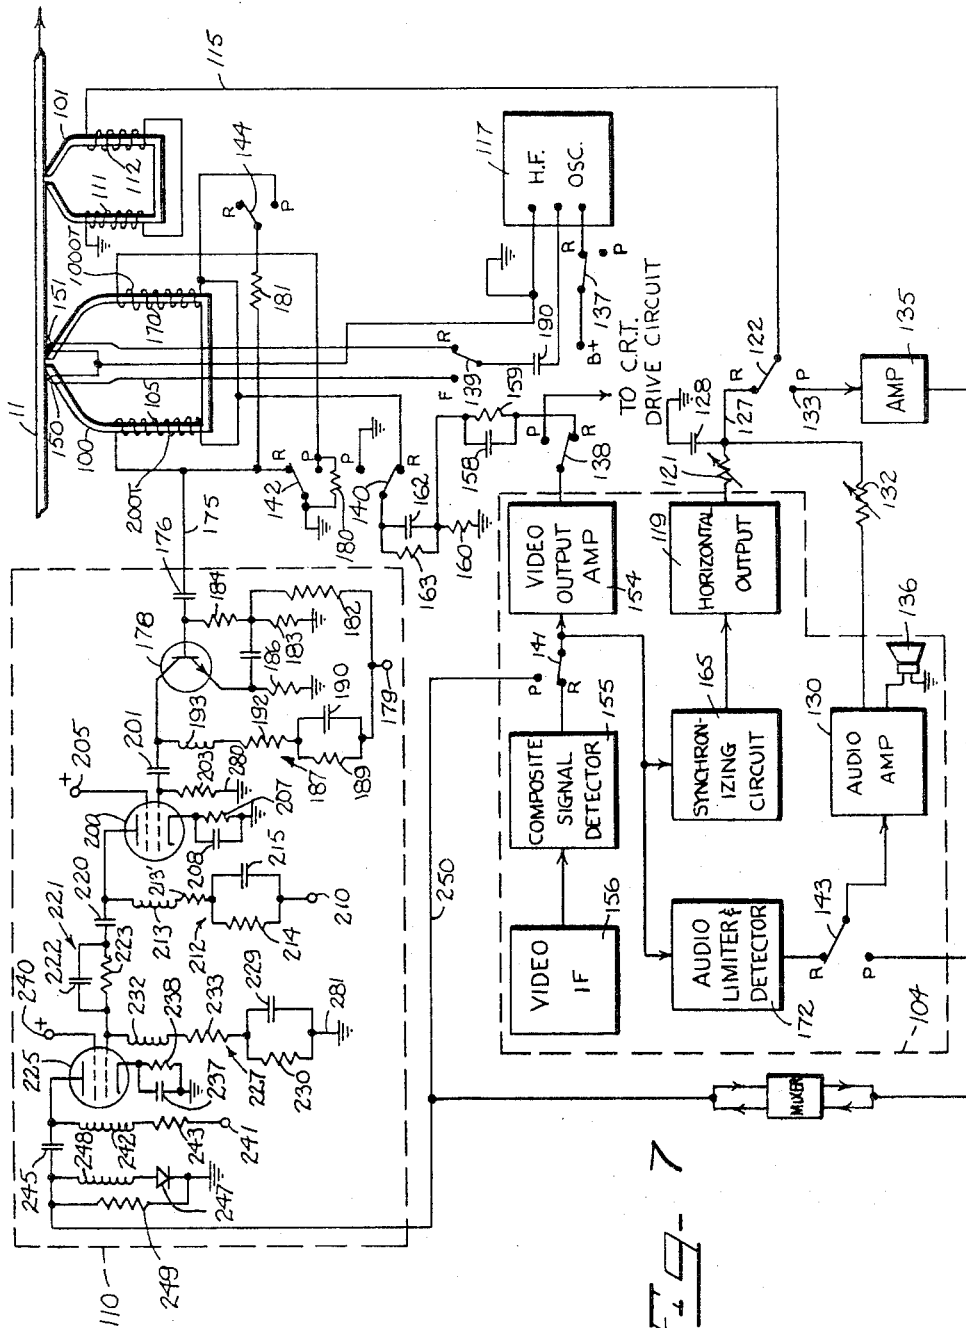 11
115
101
112
111
144
R
P
1000T
170
151
150
100
105
200T
181
R
F
139
190
H.F.
OSC.
117
R
P
137
B+
TO C.R.T.
DRIVE CIRCUIT
159
158
P
R
138
R
P
142
180
P
R
140
162
163
160
175
176
178
184
182
183
186
179
190
192
193
187
189
201
205
200
203
280
207
208
215
220
213'
208
213
212
214
210
221
222
223
240
225
232
238
233
229
237
227
230
281
245
248
242
243
241
247
249
110
250
VIDEO
OUTPUT
AMP
154
P
R
141
COMPOSITE
SIGNAL
DETECTOR
155
VIDEO
IF
156
119
HORIZONTAL
OUTPUT
121
128
127
R
122
P
133
AMP
135
132
136
SYNCHRON-
IZING
CIRCUIT
165
AUDIO
AMP
130
AUDIO
LIMITER &
DETECTOR
172
R
P
143
104
MIXER
Fig- 7